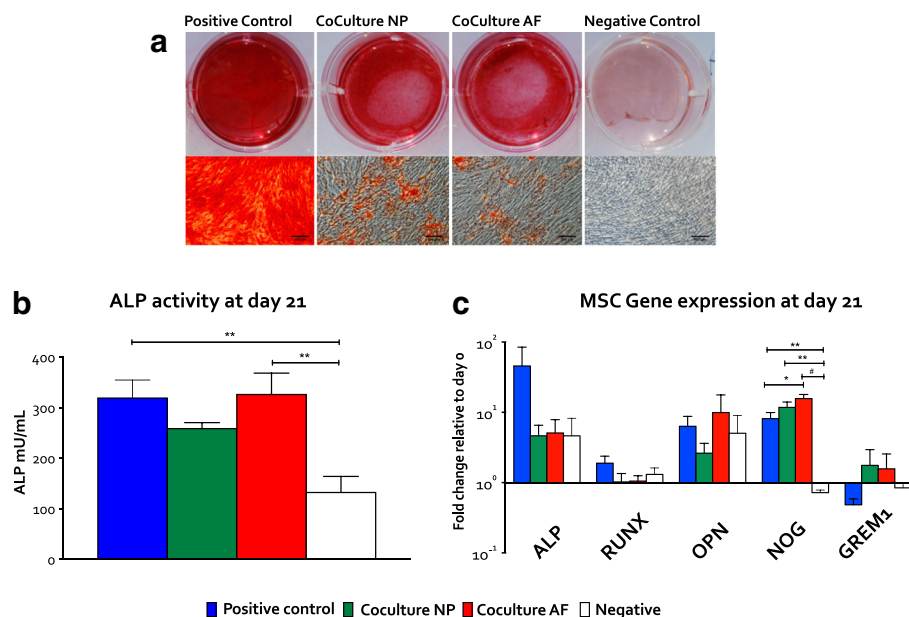 Positive Control CoCulture NP CoCulture AF Negative Control
a
b ALP activity at day 21
ALP mU/mL
400
300
200
100
0
**
**
c MSC Gene expression at day 21
Fold change relative to day 0
10²
10¹
10⁰
10⁻¹
**
**
#
*
ALP RUNX OPN NOG GREM1
Positive control Coculture NP Coculture AF Negative